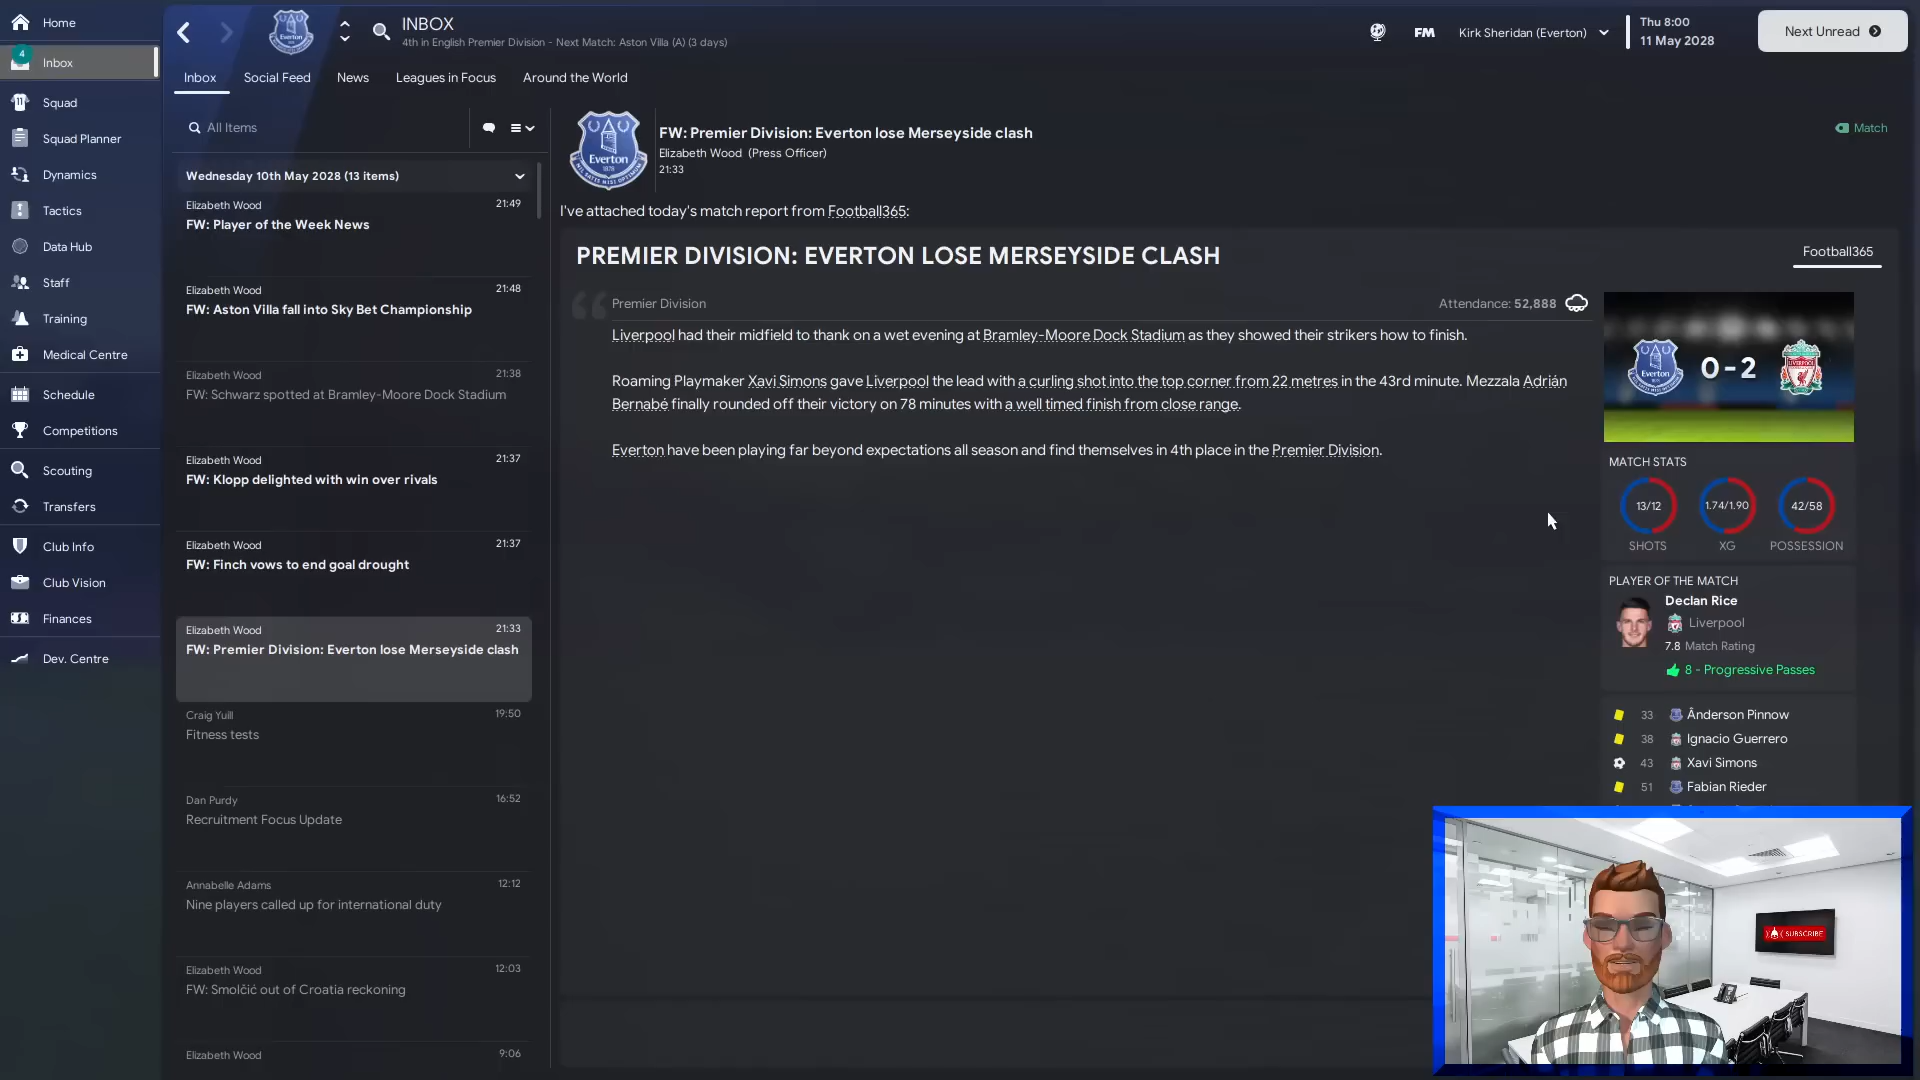 Home
4
Inbox
Squad
Squad Planner
Dynamics
Tactics
Data Hub
Staff
Training
Medical Centre
Schedule
Competitions
Scouting
Transfers
Club Info
Club Vision
Finances
Dev. Centre
Everton
INBOX
4th in English Premier Division - Next Match: Aston Villa (A) (3 days)
FM
Kirk Sheridan (Everton)
Thu 8:00
11 May 2028
Next Unread
Inbox
Social Feed
News
Leagues in Focus
Around the World
All Items
Wednesday 10th May 2028 (13 items)
Elizabeth Wood 21:49
FW: Player of the Week News
Elizabeth Wood 21:48
FW: Aston Villa fall into Sky Bet Championship
Elizabeth Wood 21:38
FW: Schwarz spotted at Bramley-Moore Dock Stadium
Elizabeth Wood 21:37
FW: Klopp delighted with win over rivals
Elizabeth Wood 21:37
FW: Finch vows to end goal drought
Elizabeth Wood 21:33
FW: Premier Division: Everton lose Merseyside clash
Craig Yuill 19:50
Fitness tests
Dan Purdy 16:52
Recruitment Focus Update
Annabelle Adams 12:12
Nine players called up for international duty
Elizabeth Wood 12:03
FW: Smolčić out of Croatia reckoning
Elizabeth Wood 9:06
Everton
1878
NIL SATIS NISI OPTIMUM
FW: Premier Division: Everton lose Merseyside clash
Elizabeth Wood (Press Officer)
21:33
Match
I've attached today's match report from Football365:
PREMIER DIVISION: EVERTON LOSE MERSEYSIDE CLASH
Football365
Premier Division
Attendance: 52,888
Liverpool had their midfield to thank on a wet evening at Bramley-Moore Dock Stadium as they showed their strikers how to finish.
Roaming Playmaker Xavi Simons gave Liverpool the lead with a curling shot into the top corner from 22 metres in the 43rd minute. Mezzala Adrián
Bernabé finally rounded off their victory on 78 minutes with a well timed finish from close range.
Everton have been playing far beyond expectations all season and find themselves in 4th place in the Premier Division.
Everton
0-2
MATCH STATS
13/12
1.74/1.90
42/58
SHOTS
XG
POSSESSION
PLAYER OF THE MATCH
Declan Rice
Liverpool
7.8 Match Rating
8 - Progressive Passes
33 Ânderson Pinnow
38 Ignacio Guerrero
43 Xavi Simons
51 Fabian Rieder
SUBSCRIBE